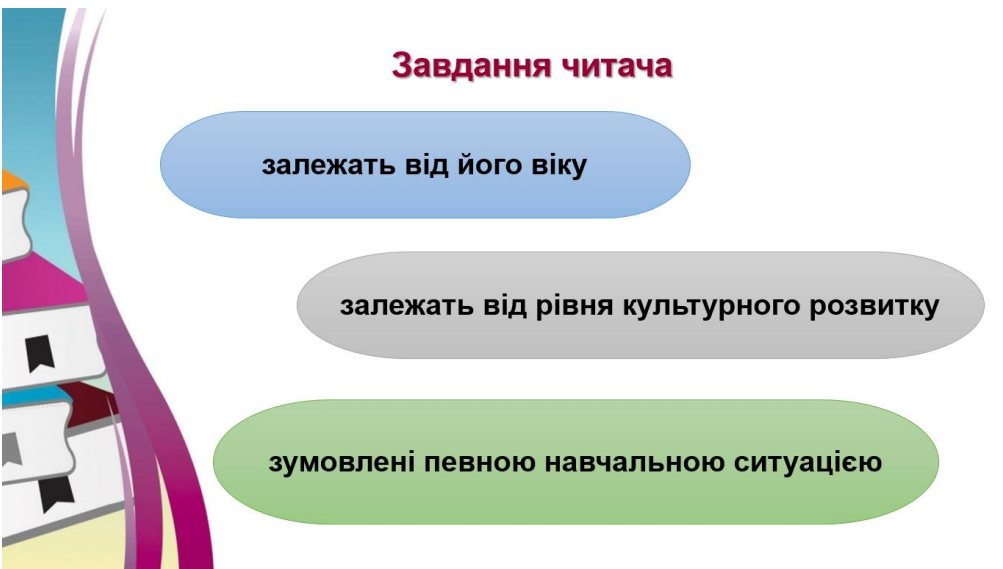 Завдання читача
залежать від його віку
залежать від рівня культурного розвитку
зумовлені певною навчальною ситуацією